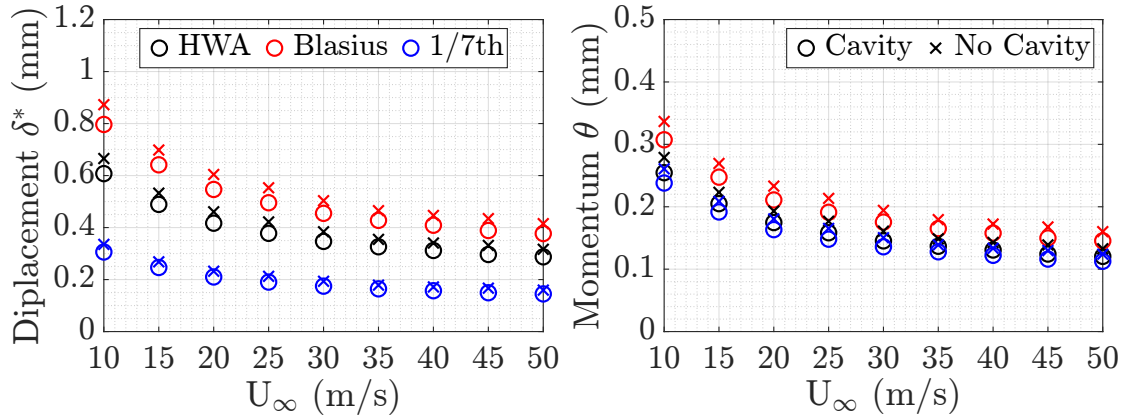 Diplacement δ* (mm)
1.2
1
0.8
0.6
0.4
0.2
0
HWA Blasius 1/7th
10 15 20 25 30 35 40 45 50
U∞ (m/s)
Momentum θ (mm)
0.5
0.4
0.3
0.2
0.1
0
Cavity No Cavity
10 15 20 25 30 35 40 45 50
U∞ (m/s)